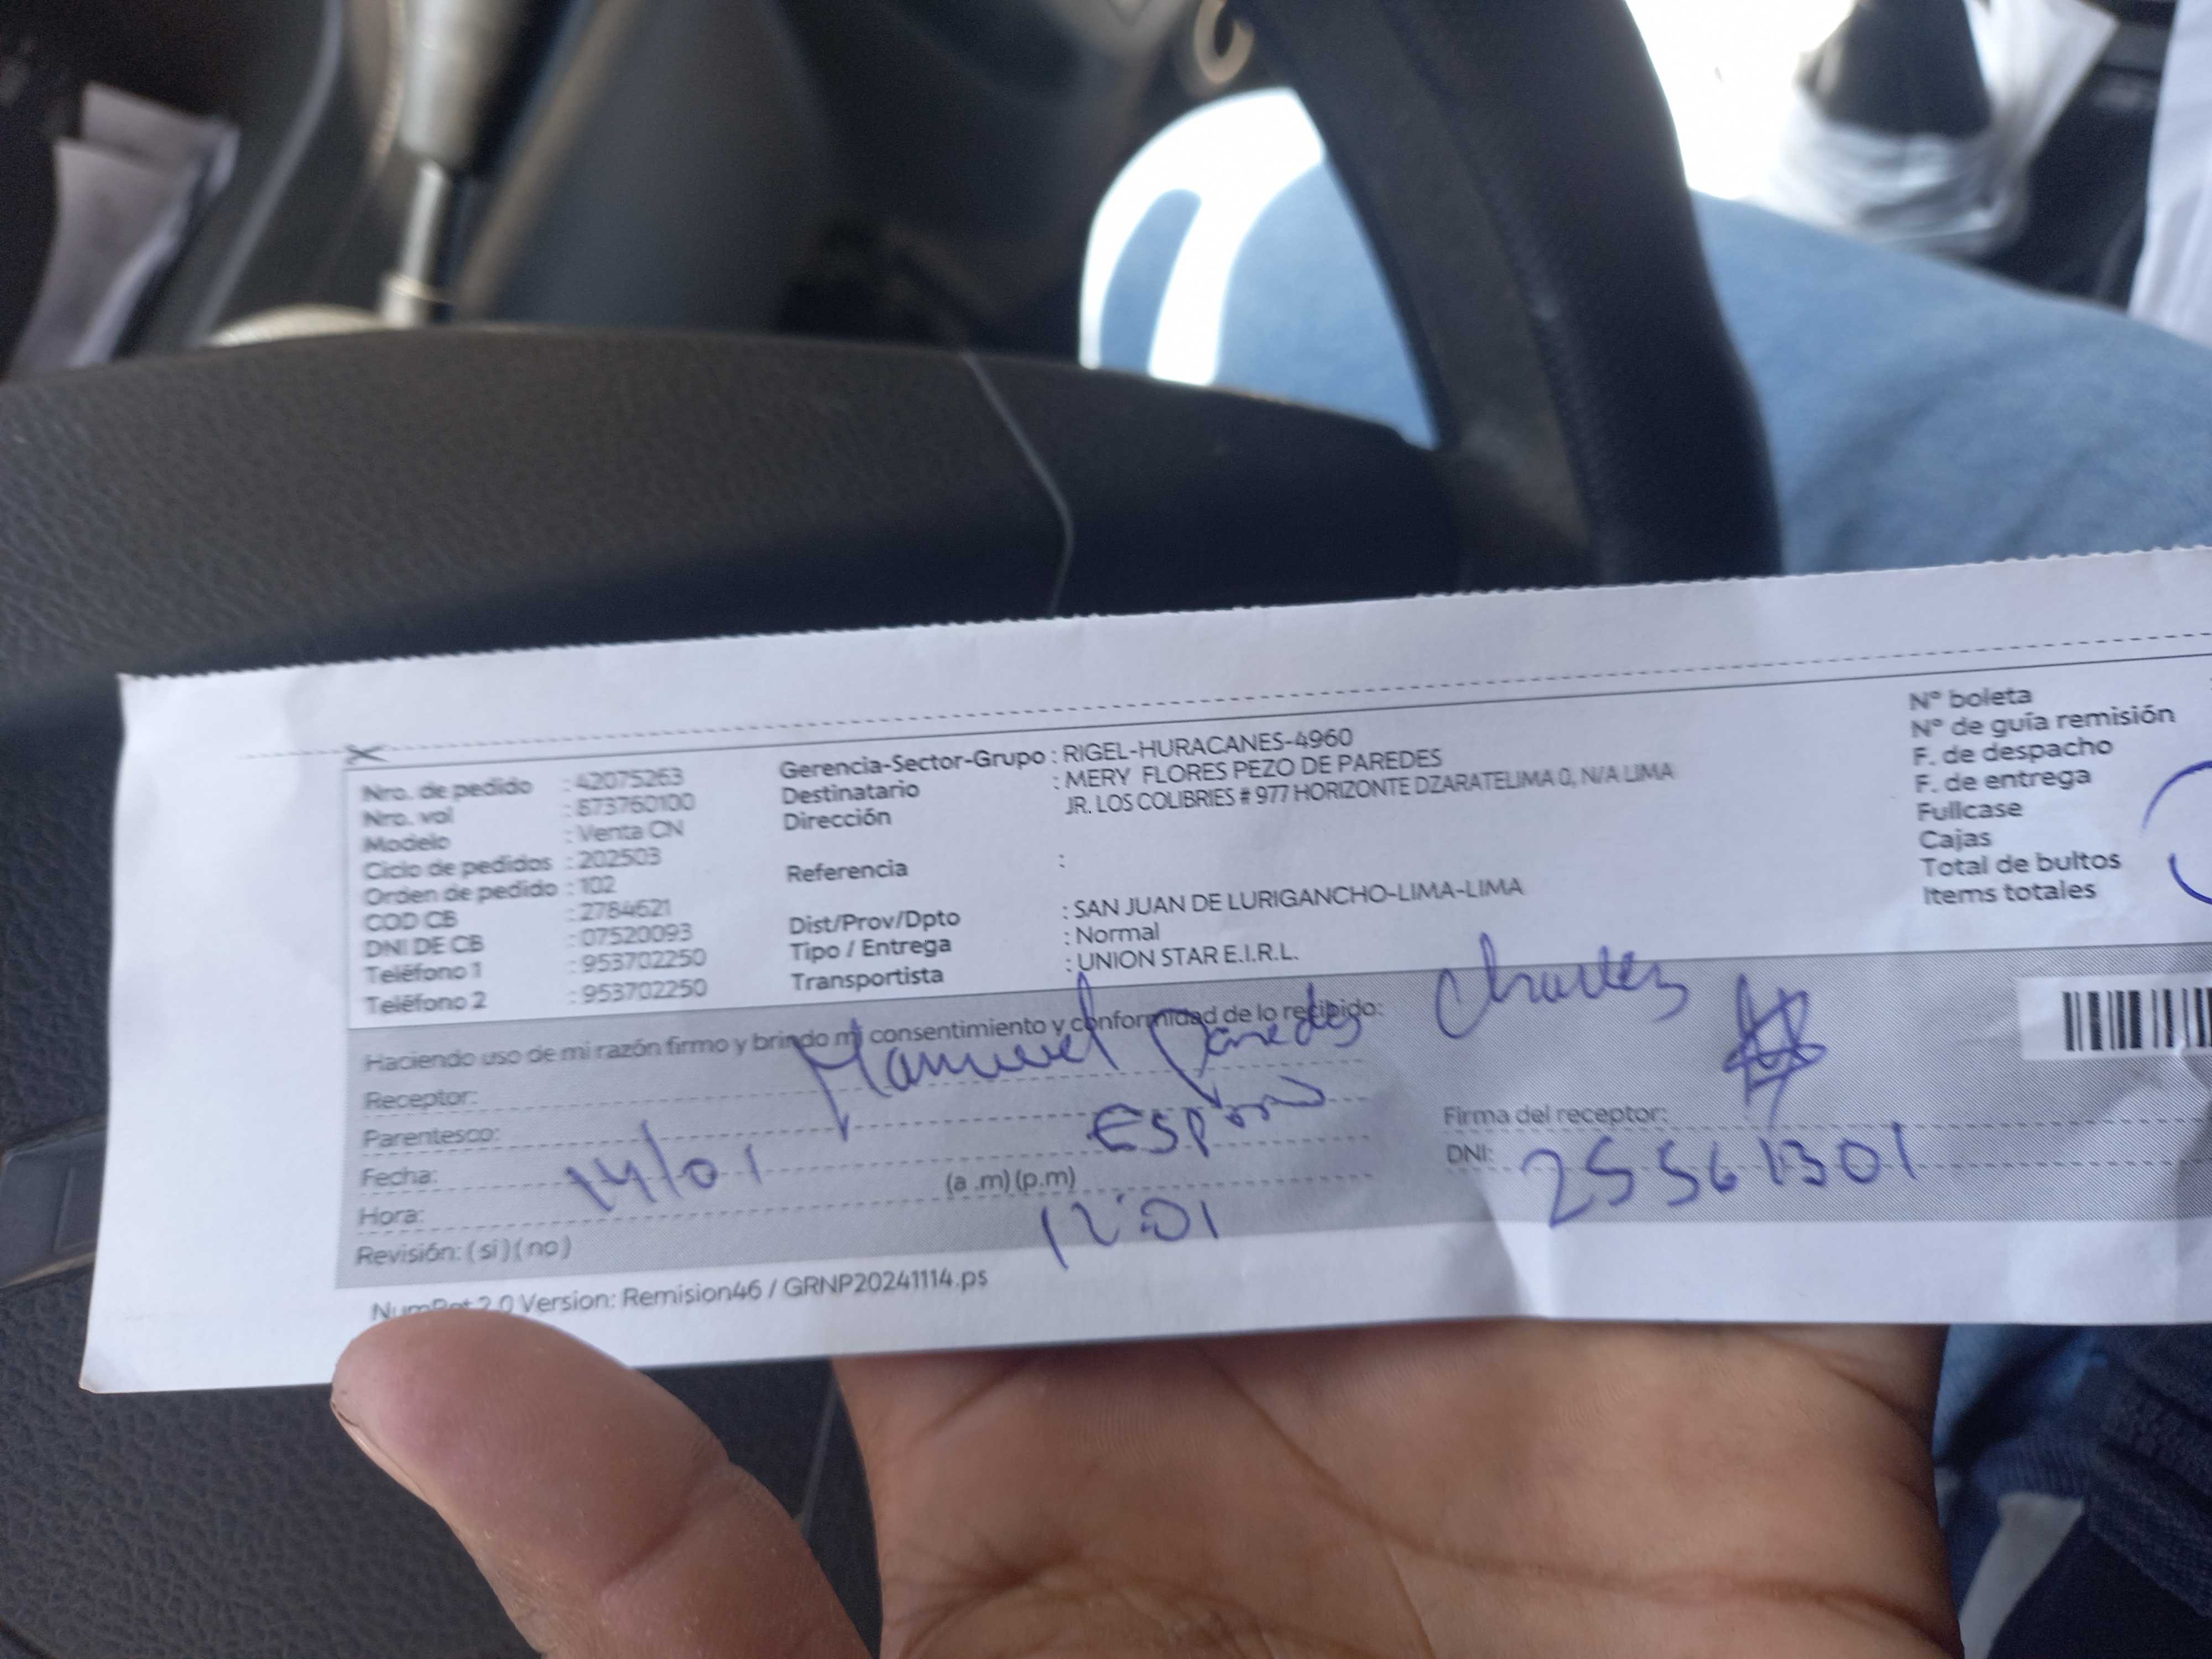 Nro. de pedido : 42075263
Nro. vol : 873760100
Modelo : Venta CN
Ciclo de pedidos : 202503
Orden de pedido : 102
COD CB : 2784621
DNI DE CB : 07520093
Teléfono 1 : 953702250
Teléfono 2 : 953702250
Gerencia-Sector-Grupo : RIGEL-HURACANES-4960
Destinatario : MERY FLORES PEZO DE PAREDES
Dirección JR. LOS COLIBRIES # 977 HORIZONTE DZARATELIMA 0, N/A LIMA
Referencia :
Dist/Prov/Dpto : SAN JUAN DE LURIGANCHO-LIMA-LIMA
Tipo / Entrega : Normal
Transportista : UNION STAR E.I.R.L.
N° boleta
N° de guía remisión
F. de despacho
F. de entrega
Fullcase
Cajas
Total de bultos
Items totales
Haciendo uso de mi razón firmo y brindo mi consentimiento y conformidad de lo recibido:
Receptor: Manuel Paredes
Parentesco: Esposo
Fecha: 14/01
Hora: (a .m) (p.m) 12:01
Revisión: ( si ) ( no )
Firma del receptor:
DNI: 25561301
2.0 Version: Remision46 / GRNP20241114.ps